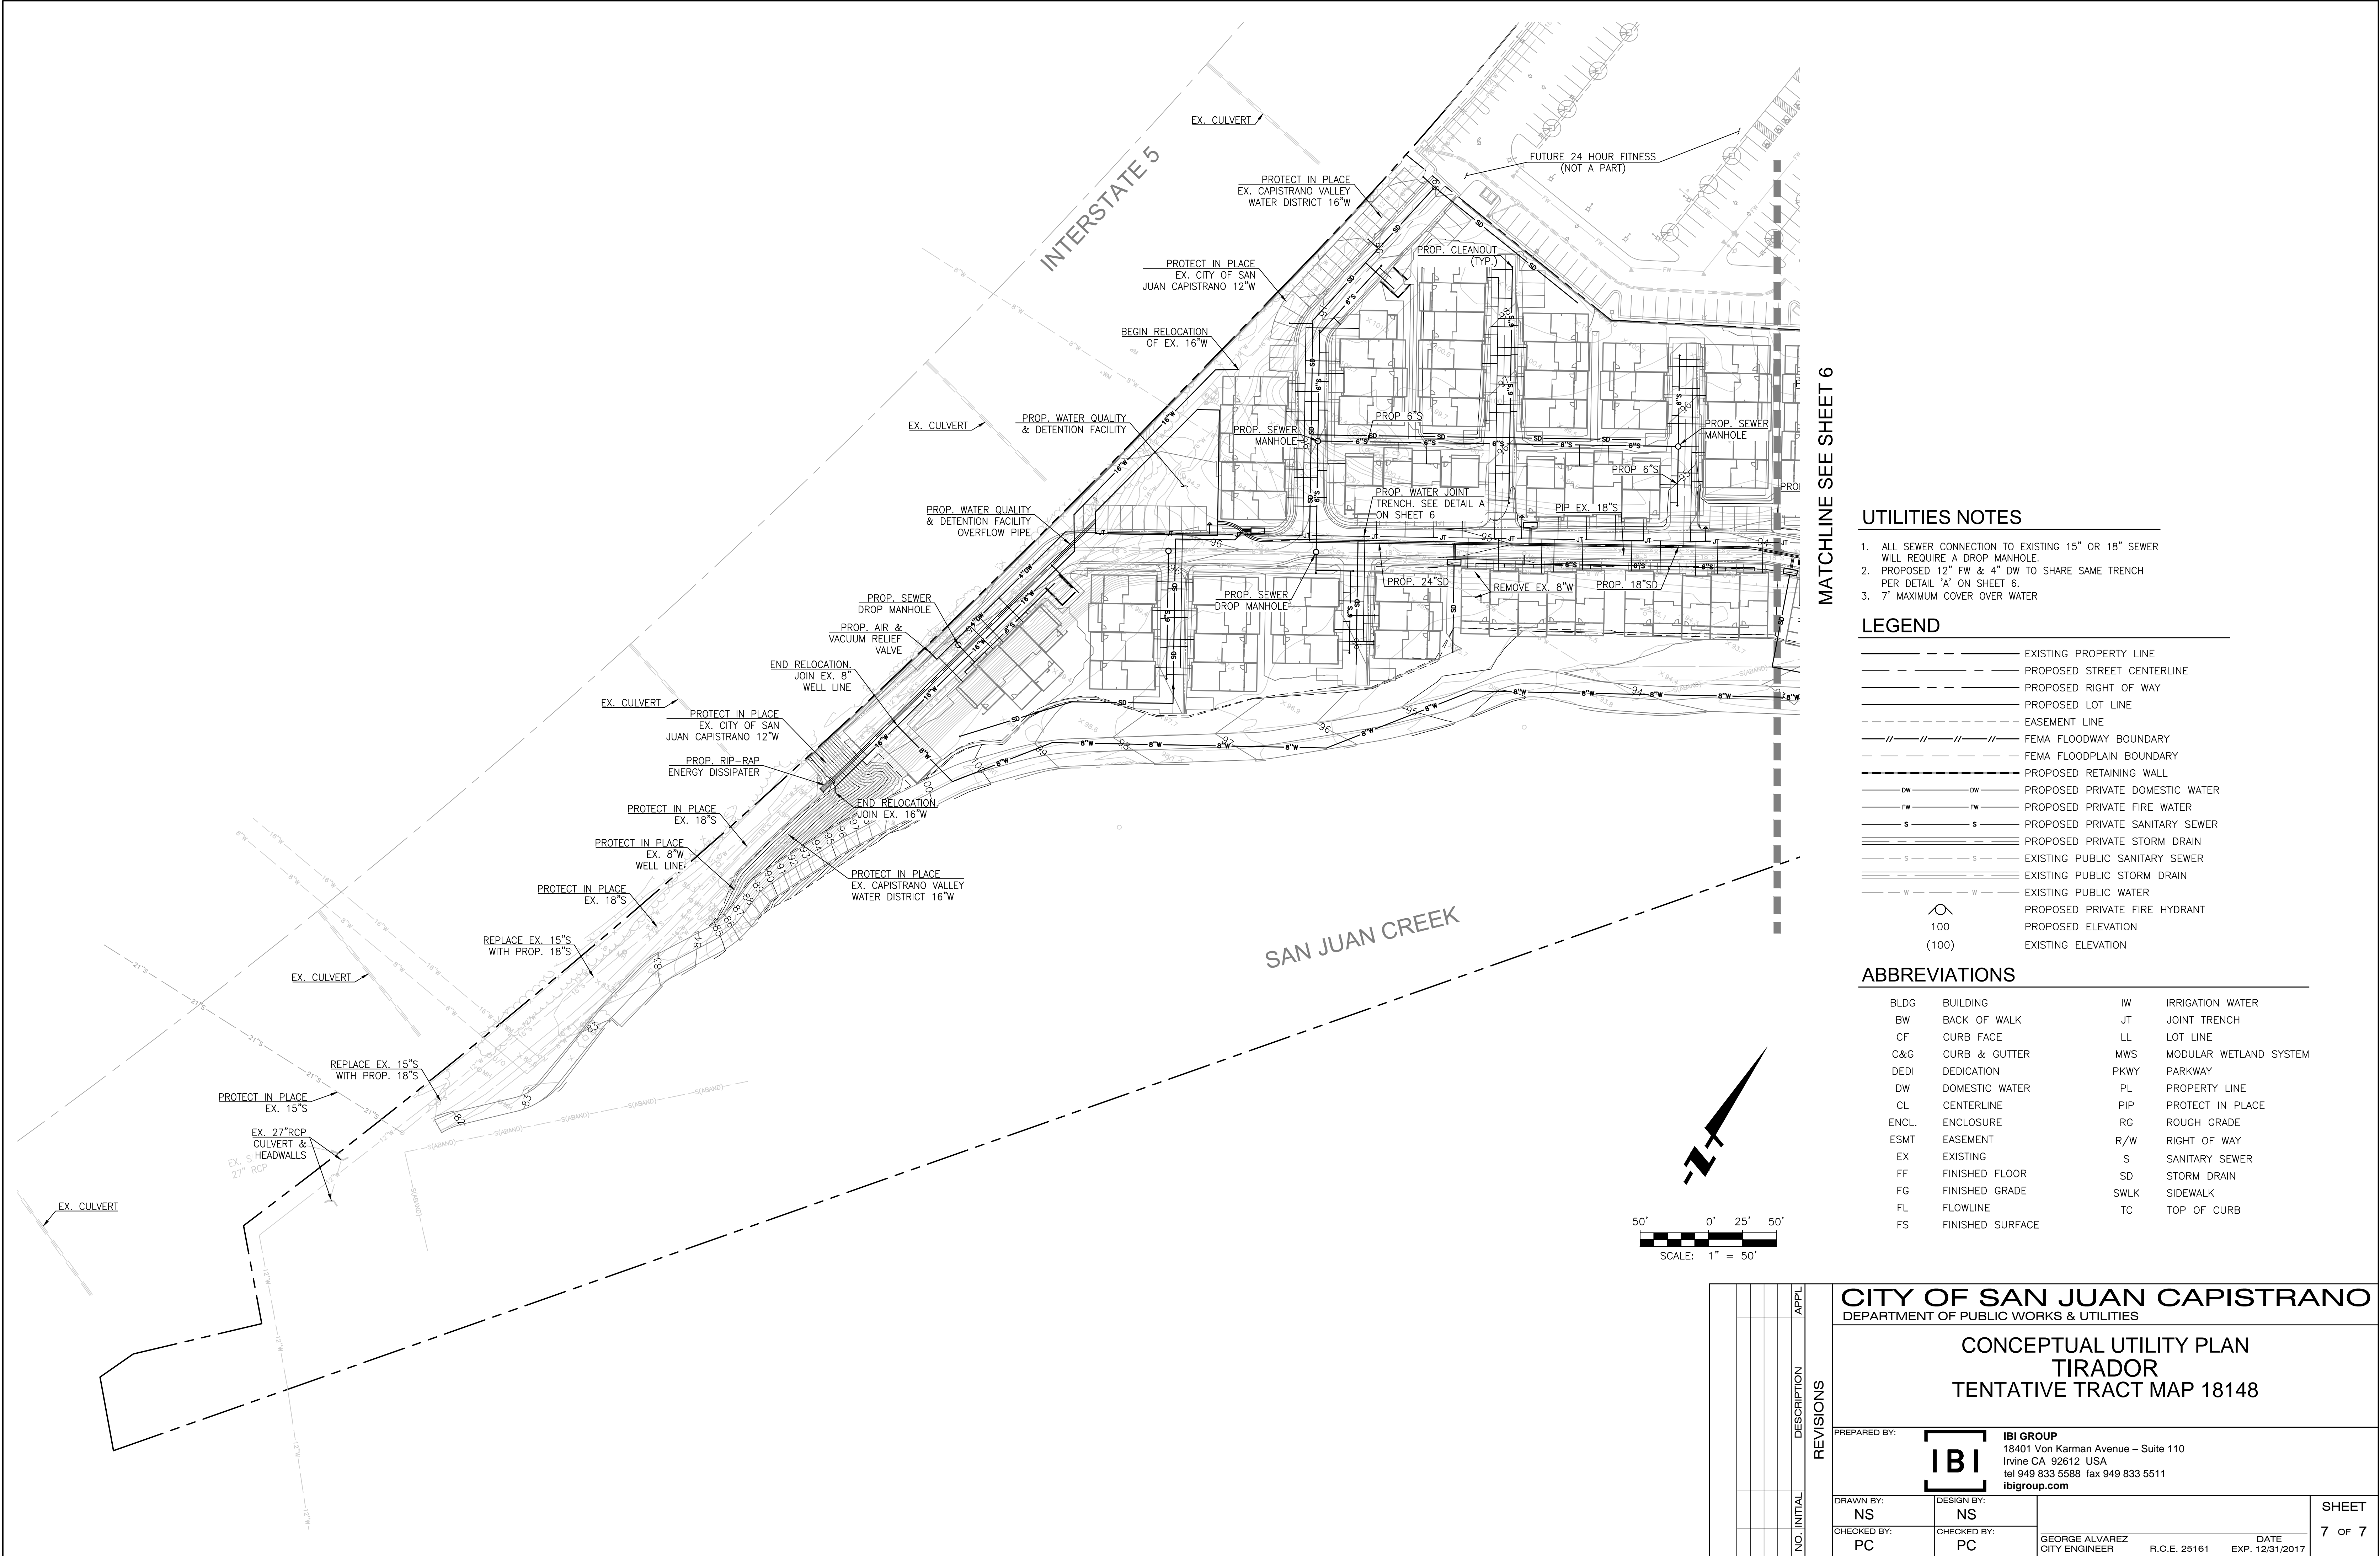 INTERSTATE 5
EX. CULVERT
FUTURE 24 HOUR FITNESS
(NOT A PART)
PROTECT IN PLACE
EX. CAPISTRANO VALLEY
WATER DISTRICT 16"W
PROP. CLEANOUT
(TYP.)
PROTECT IN PLACE
EX. CITY OF SAN
JUAN CAPISTRANO 12"W
BEGIN RELOCATION
OF EX. 16"W
EX. CULVERT
PROP. WATER QUALITY
& DETENTION FACILITY
PROP. SEWER
MANHOLE
PROP 6"S
PROP. SEWER
MANHOLE
PROP 6"S
PROP. WATER JOINT
TRENCH. SEE DETAIL A
ON SHEET 6
PIP EX. 18"S
PROP. WATER QUALITY
& DETENTION FACILITY
OVERFLOW PIPE
PROP. 24"SD
REMOVE EX. 8"W
PROP. 18"SD
PROP. SEWER
DROP MANHOLE
PROP. SEWER
DROP MANHOLE
PROP. AIR &
VACUUM RELIEF
VALVE
END RELOCATION.
JOIN EX. 8"
WELL LINE
EX. CULVERT
PROTECT IN PLACE
EX. CITY OF SAN
JUAN CAPISTRANO 12"W
PROP. RIP-RAP
ENERGY DISSIPATER
END RELOCATION.
JOIN EX. 16"W
PROTECT IN PLACE
EX. 18"S
PROTECT IN PLACE
EX. 8"W
WELL LINE
PROTECT IN PLACE
EX. CAPISTRANO VALLEY
WATER DISTRICT 16"W
PROTECT IN PLACE
EX. 18"S
REPLACE EX. 15"S
WITH PROP. 18"S
EX. CULVERT
REPLACE EX. 15"S
WITH PROP. 18"S
PROTECT IN PLACE
EX. 15"S
EX. 27"RCP
CULVERT &
HEADWALLS
EX. S
27" RCP
EX. CULVERT
SAN JUAN CREEK
MATCHLINE SEE SHEET 6
UTILITIES NOTES
1. ALL SEWER CONNECTION TO EXISTING 15" OR 18" SEWER
WILL REQUIRE A DROP MANHOLE.
2. PROPOSED 12" FW & 4" DW TO SHARE SAME TRENCH
PER DETAIL 'A' ON SHEET 6.
3. 7' MAXIMUM COVER OVER WATER
LEGEND
EXISTING PROPERTY LINE
PROPOSED STREET CENTERLINE
PROPOSED RIGHT OF WAY
PROPOSED LOT LINE
EASEMENT LINE
FEMA FLOODWAY BOUNDARY
FEMA FLOODPLAIN BOUNDARY
PROPOSED RETAINING WALL
DW DW PROPOSED PRIVATE DOMESTIC WATER
FW FW PROPOSED PRIVATE FIRE WATER
S S PROPOSED PRIVATE SANITARY SEWER
PROPOSED PRIVATE STORM DRAIN
S S EXISTING PUBLIC SANITARY SEWER
EXISTING PUBLIC STORM DRAIN
W W EXISTING PUBLIC WATER
PROPOSED PRIVATE FIRE HYDRANT
100 PROPOSED ELEVATION
(100) EXISTING ELEVATION
ABBREVIATIONS
BLDG BUILDING IW IRRIGATION WATER
BW BACK OF WALK JT JOINT TRENCH
CF CURB FACE LL LOT LINE
C&G CURB & GUTTER MWS MODULAR WETLAND SYSTEM
DEDI DEDICATION PKWY PARKWAY
DW DOMESTIC WATER PL PROPERTY LINE
CL CENTERLINE PIP PROTECT IN PLACE
ENCL. ENCLOSURE RG ROUGH GRADE
ESMT EASEMENT R/W RIGHT OF WAY
EX EXISTING S SANITARY SEWER
FF FINISHED FLOOR SD STORM DRAIN
FG FINISHED GRADE SWLK SIDEWALK
FL FLOWLINE TC TOP OF CURB
FS FINISHED SURFACE
50' 0' 25' 50'
SCALE: 1" = 50'
NO. INITIAL DESCRIPTION APP'L
REVISIONS
CITY OF SAN JUAN CAPISTRANO
DEPARTMENT OF PUBLIC WORKS & UTILITIES
CONCEPTUAL UTILITY PLAN
TIRADOR
TENTATIVE TRACT MAP 18148
PREPARED BY:
IBI
IBI GROUP
18401 Von Karman Avenue – Suite 110
Irvine CA 92612 USA
tel 949 833 5588 fax 949 833 5511
ibigroup.com
DRAWN BY:
NS
DESIGN BY:
NS
CHECKED BY:
PC
CHECKED BY:
PC
GEORGE ALVAREZ DATE
CITY ENGINEER R.C.E. 25161 EXP. 12/31/2017
SHEET
7 OF 7